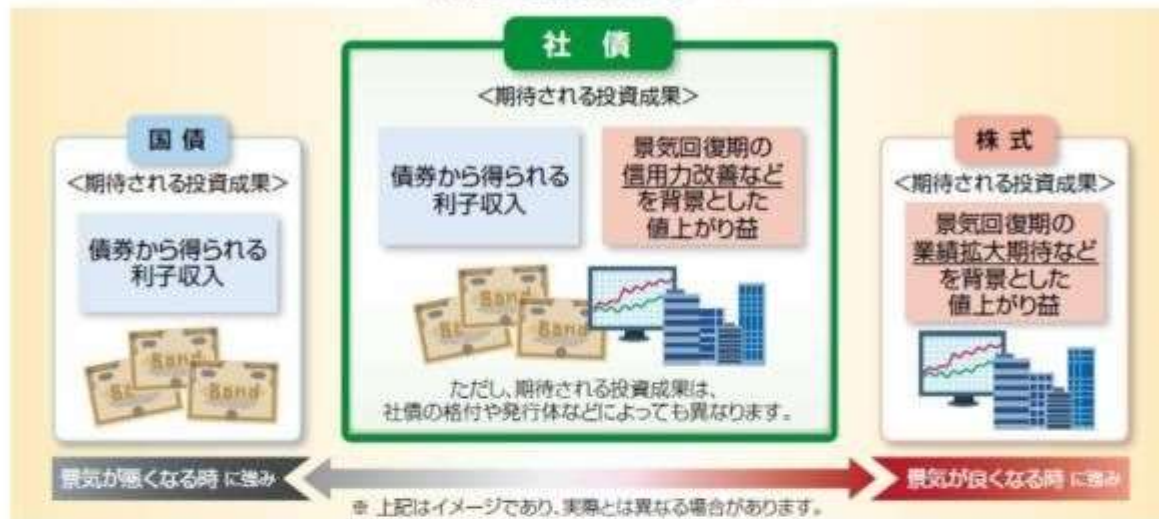 社債
<期待される投資成果>
債券から得られる
利子収入
景気回復期の
信用力改善など
を背景とした
値上がり益
Bond
Bond
ただし、期待される投資成果は、
社債の格付や発行体などによっても異なります。
国債
<期待される投資成果>
債券から得られる
利子収入
Bond
Bond
株式
<期待される投資成果>
景気回復期の
業績拡大期待など
を背景とした
値上がり益
景気が悪くなる時 に強み
景気が良くなる時 に強み
※ 上記はイメージであり、実際とは異なる場合があります。